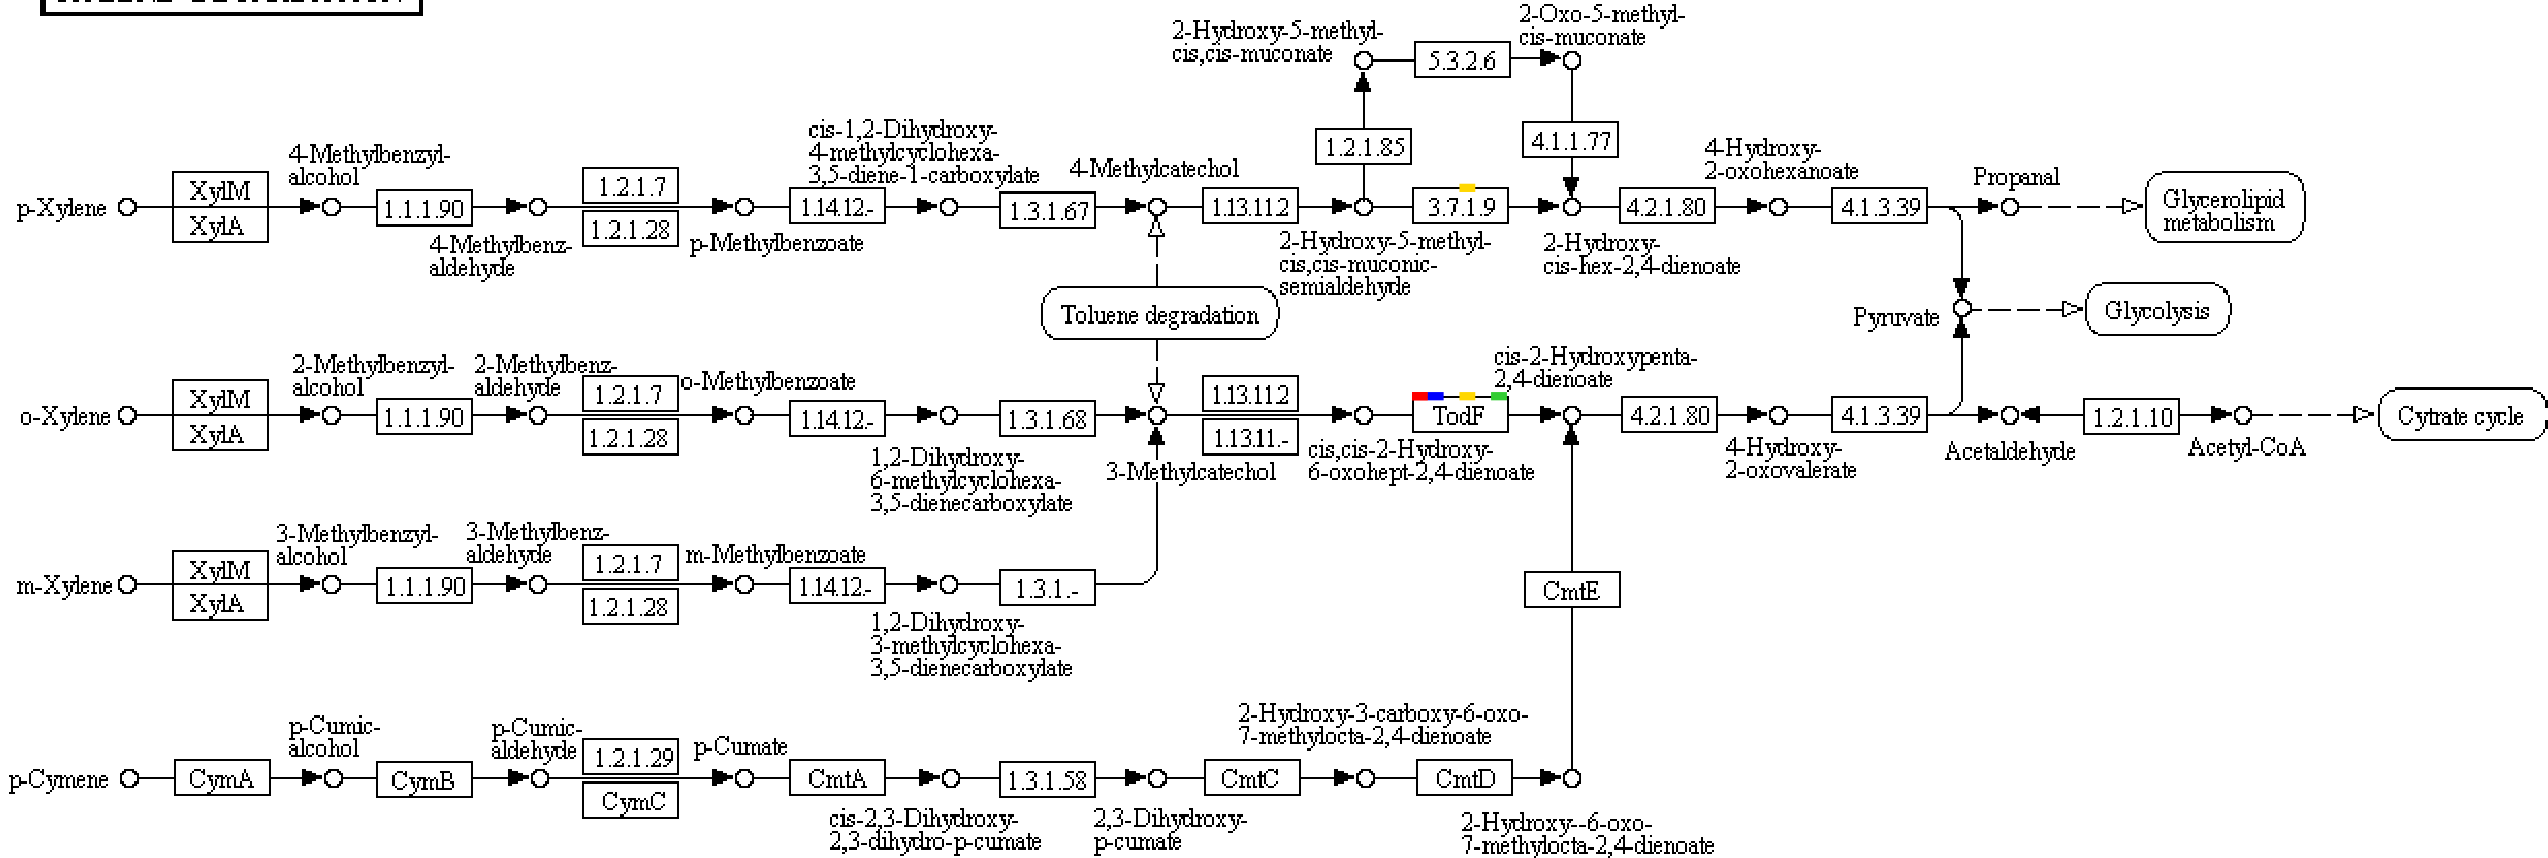 2-Hydroxy-5-methyl-
cis,cis-muconate
5.3.2.6
2-Oxo-5-methyl-
cis-muconate
1.2.1.85
4.1.1.77
p-Xylene
XylM
XylA
4-Methylbenzyl-
alcohol
1.1.1.90
4-Methylbenz-
aldehyde
1.2.1.7
1.2.1.28
p-Methylbenzoate
1.14.12.-
cis-1,2-Dihydroxy-
4-methylcyclohexa-
3,5-diene-1-carboxylate
1.3.1.67
4-Methylcatechol
1.13.11.2
2-Hydroxy-5-methyl-
cis,cis-muconic-
semialdehyde
3.7.1.9
2-Hydroxy-
cis-hex-2,4-dienoate
4.2.1.80
4-Hydroxy-
2-oxohexanoate
4.1.3.39
Propanal
Glycerolipid
metabolism
Toluene degradation
Pyruvate
Glycolysis
o-Xylene
XylM
XylA
2-Methylbenzyl-
alcohol
1.1.1.90
2-Methylbenz-
aldehyde
1.2.1.7
1.2.1.28
o-Methylbenzoate
1.14.12.-
1,2-Dihydroxy-
6-methylcyclohexa-
3,5-dienecarboxylate
1.3.1.68
3-Methylcatechol
1.13.11.2
1.13.11.-
cis,cis-2-Hydroxy-
6-oxohept-2,4-dienoate
TodF
cis-2-Hydroxypenta-
2,4-dienoate
4.2.1.80
4-Hydroxy-
2-oxovalerate
4.1.3.39
Acetaldehyde
1.2.1.10
Acetyl-CoA
Cytrate cycle
m-Xylene
XylM
XylA
3-Methylbenzyl-
alcohol
1.1.1.90
3-Methylbenz-
aldehyde
1.2.1.7
1.2.1.28
m-Methylbenzoate
1.14.12.-
1,2-Dihydroxy-
3-methylcyclohexa-
3,5-dienecarboxylate
1.3.1.-
CmtE
p-Cymene
CymA
p-Cumic-
alcohol
CymB
p-Cumic-
aldehyde
1.2.1.29
CymC
p-Cumate
CmtA
cis-2,3-Dihydroxy-
2,3-dihydro-p-cumate
1.3.1.58
2,3-Dihydroxy-
p-cumate
CmtC
2-Hydroxy-3-carboxy-6-oxo-
7-methylocta-2,4-dienoate
CmtD
2-Hydroxy--6-oxo-
7-methylocta-2,4-dienoate